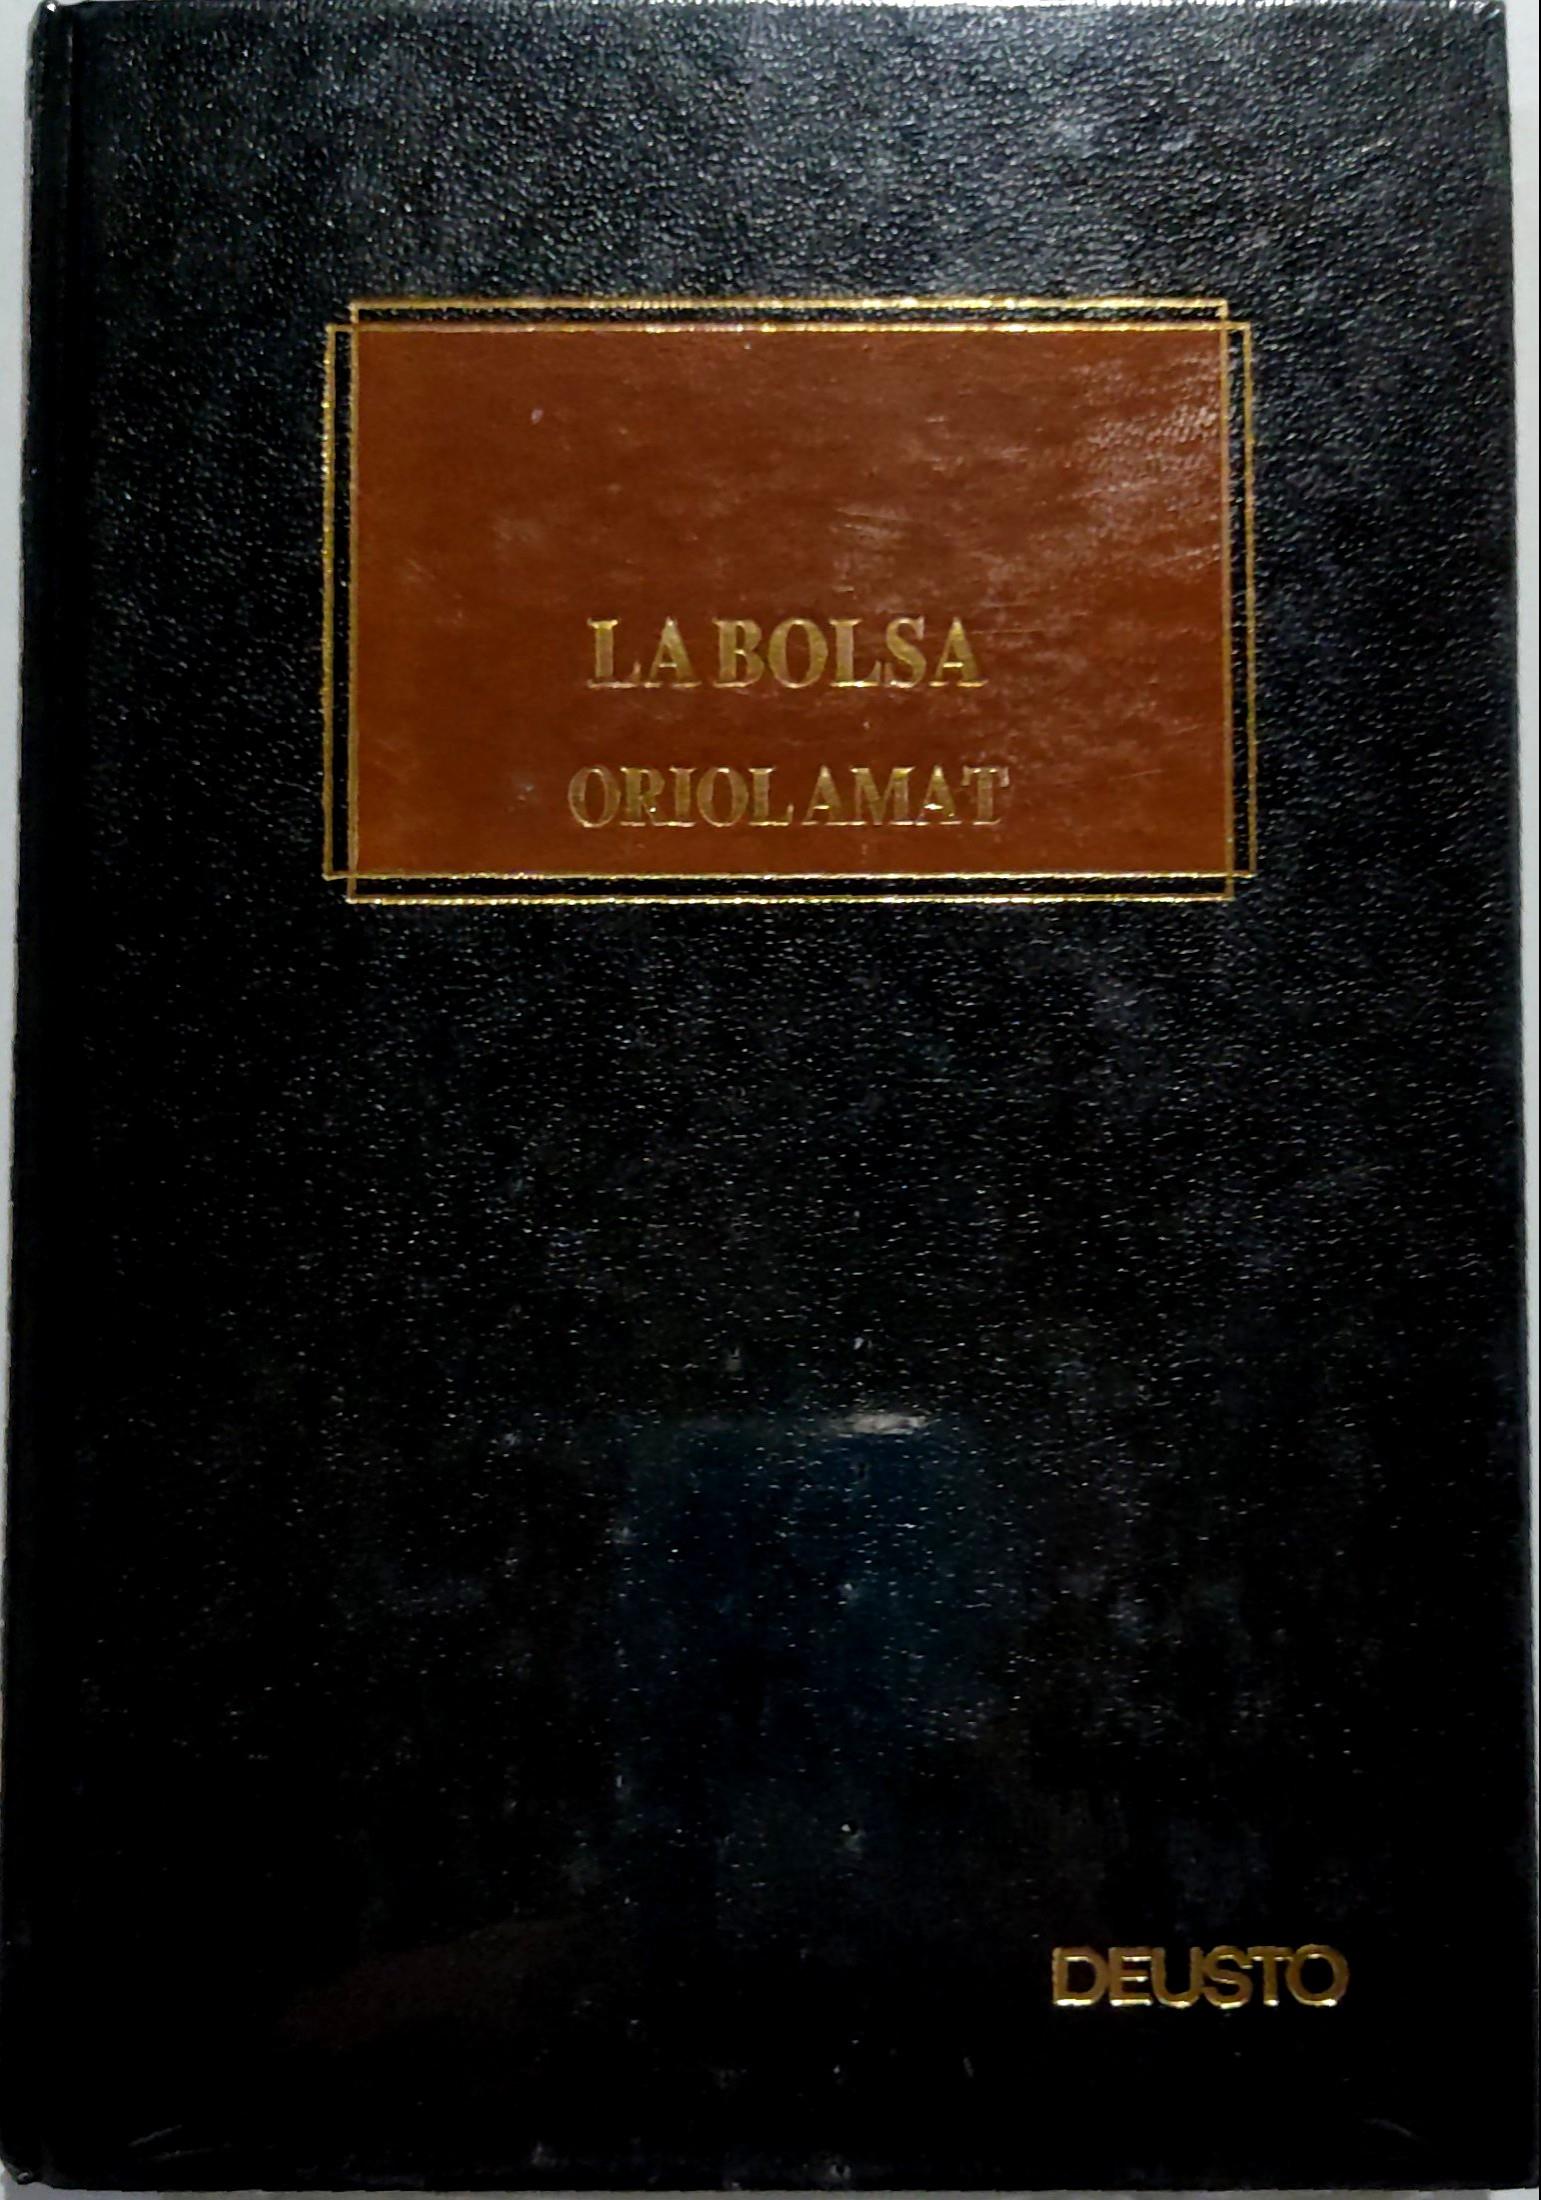 LA BOLSA
ORIOL AMAT
DEUSTO